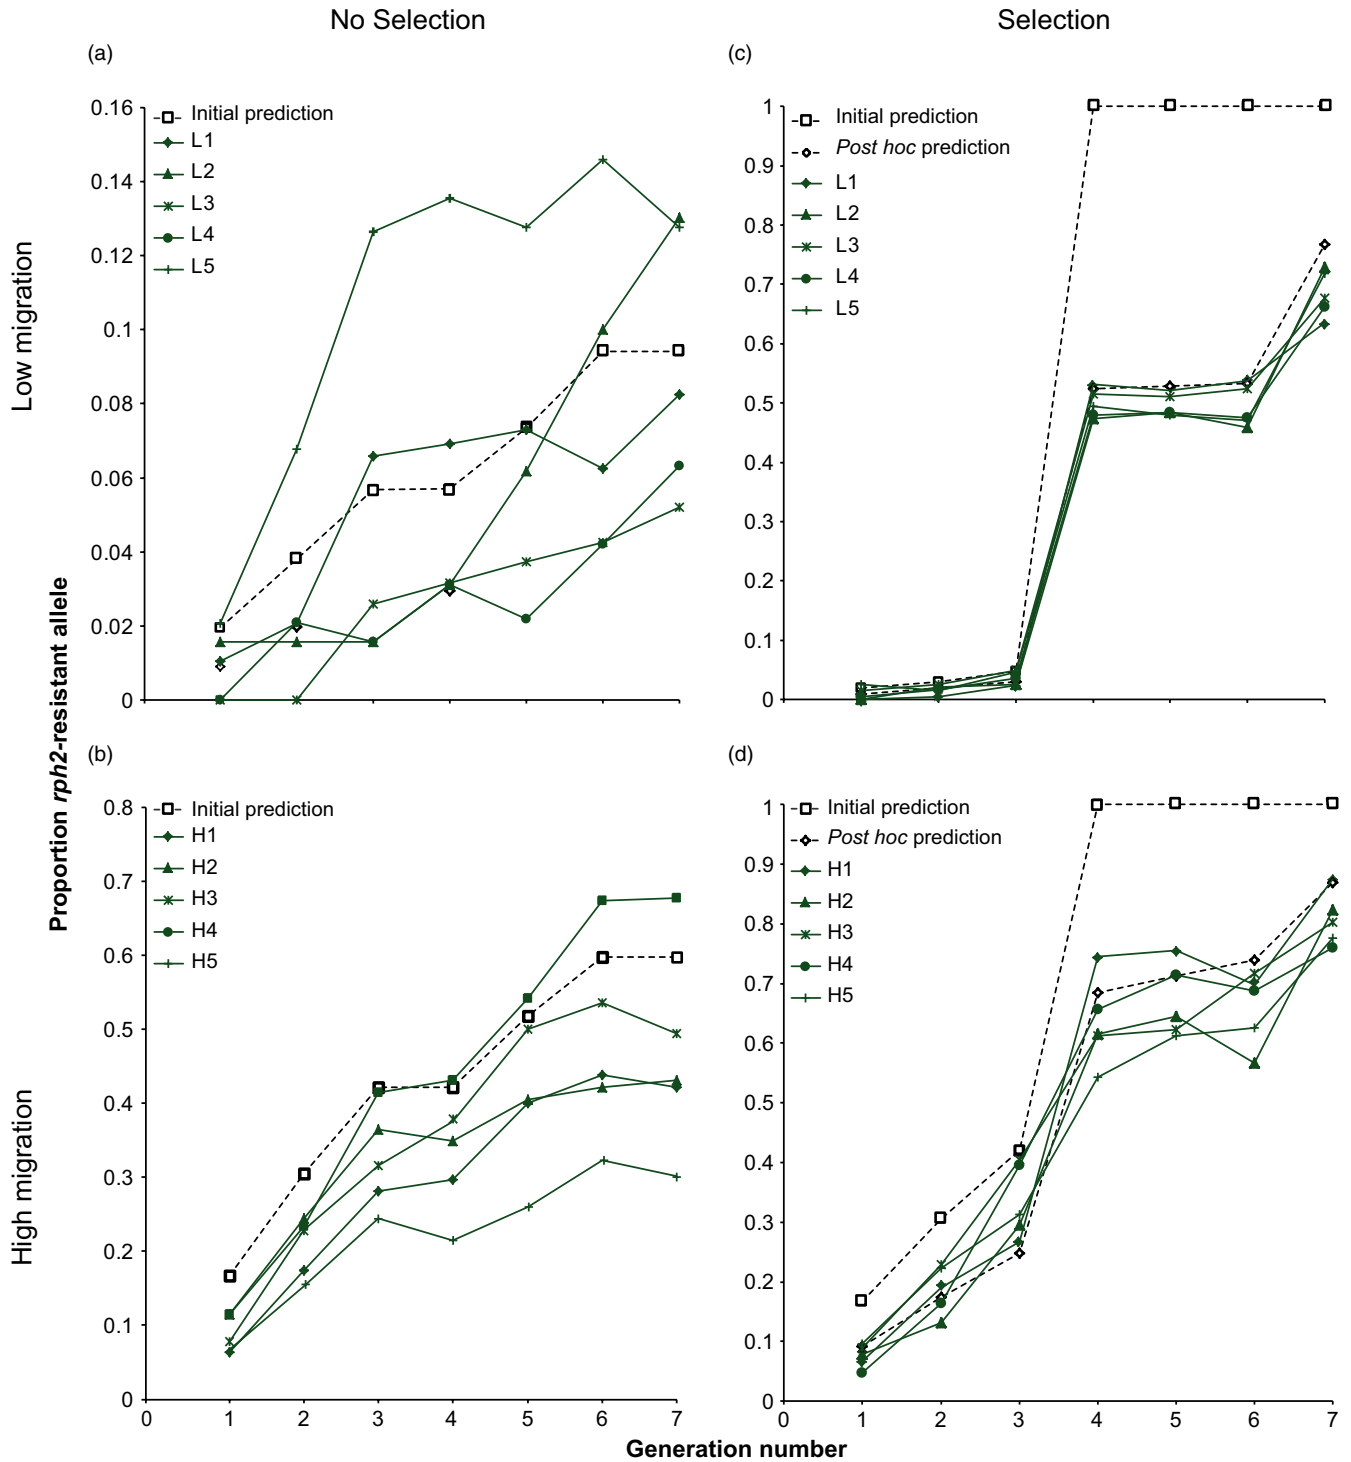 No Selection
Selection
(a)
0.16
0.14
0.12
0.1
0.08
0.06
0.04
0.02
0
Initial prediction
L1
L2
L3
L4
L5
(c)
1
0.9
0.8
0.7
0.6
0.5
0.4
0.3
0.2
0.1
0
Initial prediction
Post hoc prediction
L1
L2
L3
L4
L5
Low migration
Proportion rph2-resistant allele
High migration
(b)
0.8
0.7
0.6
0.5
0.4
0.3
0.2
0.1
0
Initial prediction
H1
H2
H3
H4
H5
0 1 2 3 4 5 6 7
(d)
1
0.9
0.8
0.7
0.6
0.5
0.4
0.3
0.2
0.1
0
Initial prediction
Post hoc prediction
H1
H2
H3
H4
H5
0 1 2 3 4 5 6 7
Generation number